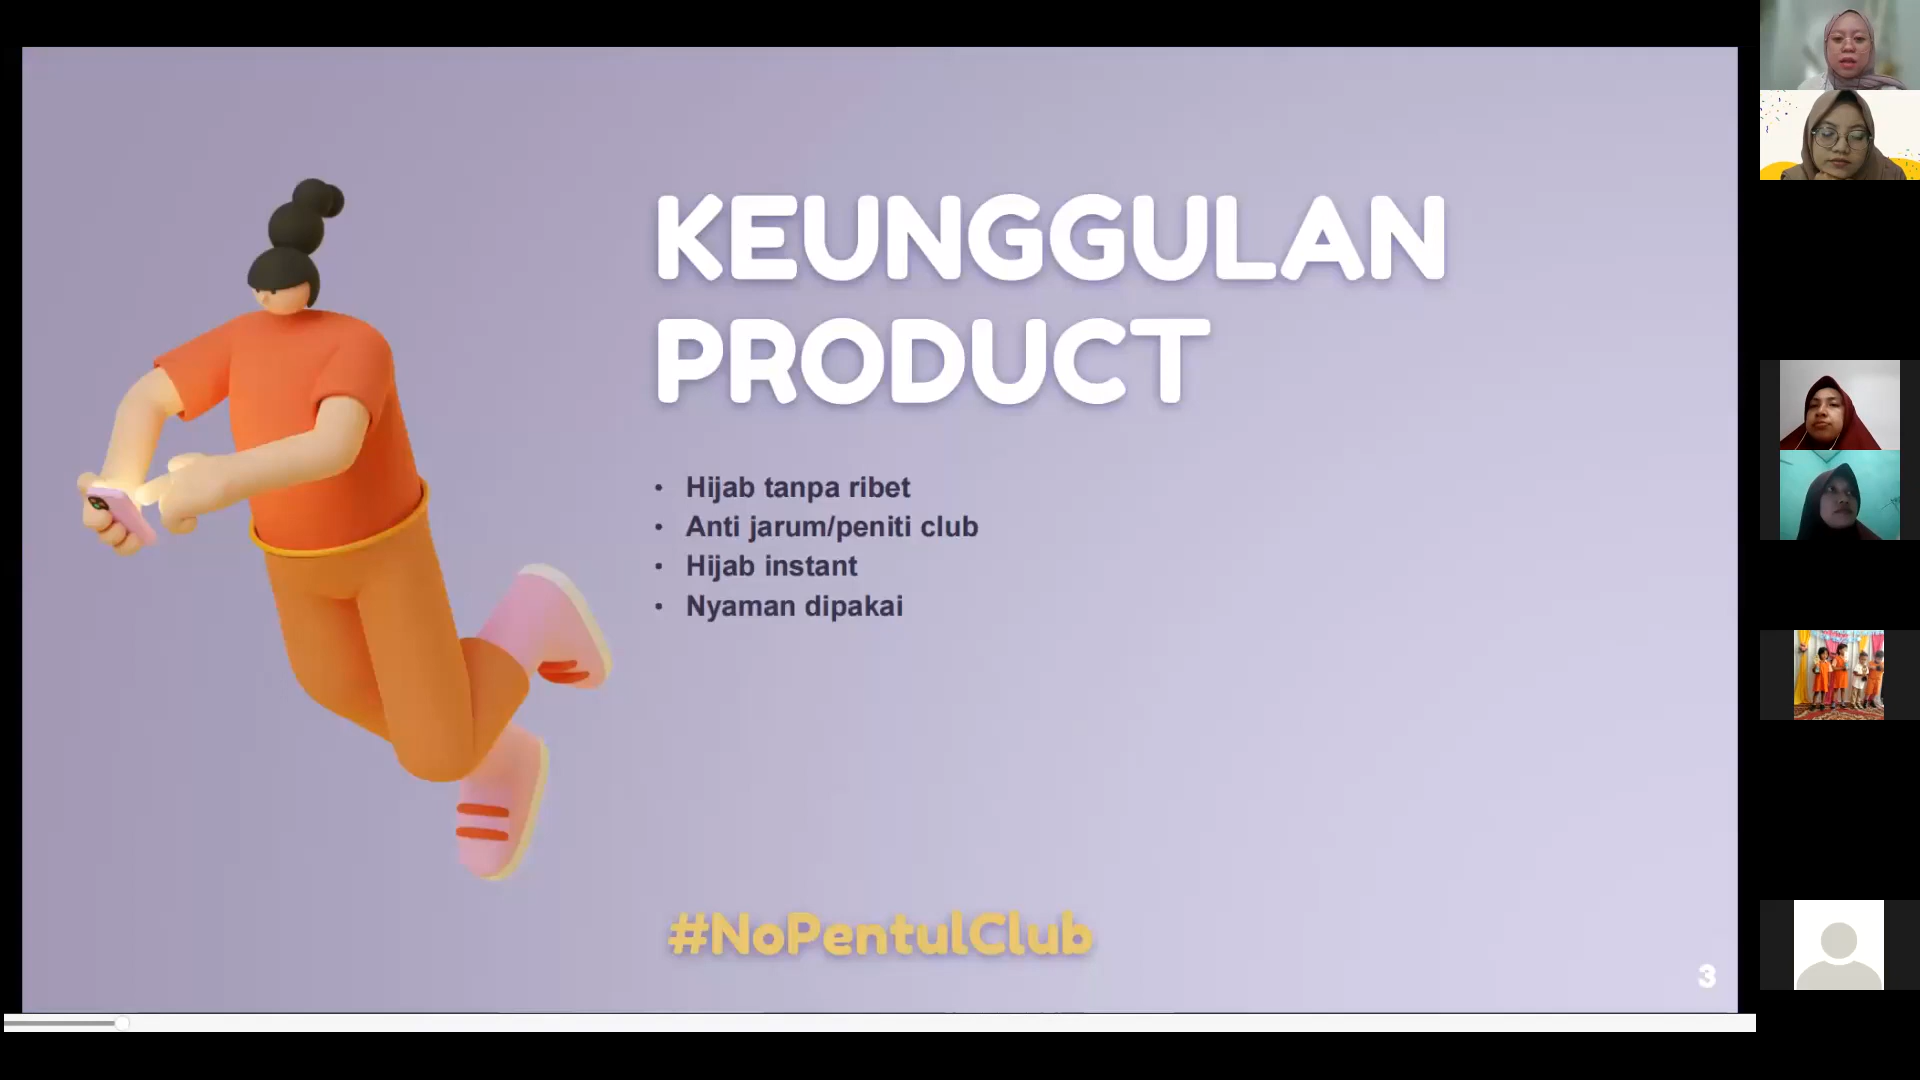 KEUNGGULAN
PRODUCT
• Hijab tanpa ribet
• Anti jarum/peniti club
• Hijab instant
• Nyaman dipakai
#NoPentulClub
3